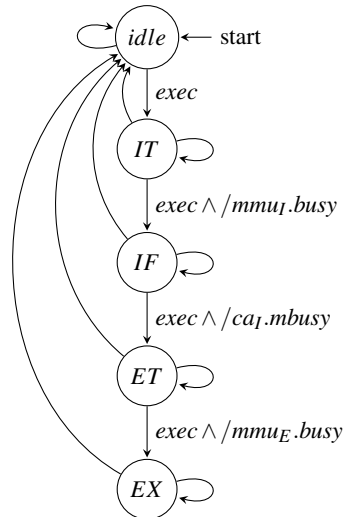 idle start
exec
IT
exec ∧ /mmu_I.busy
IF
exec ∧ /ca_I.mbusy
ET
exec ∧ /mmu_E.busy
EX